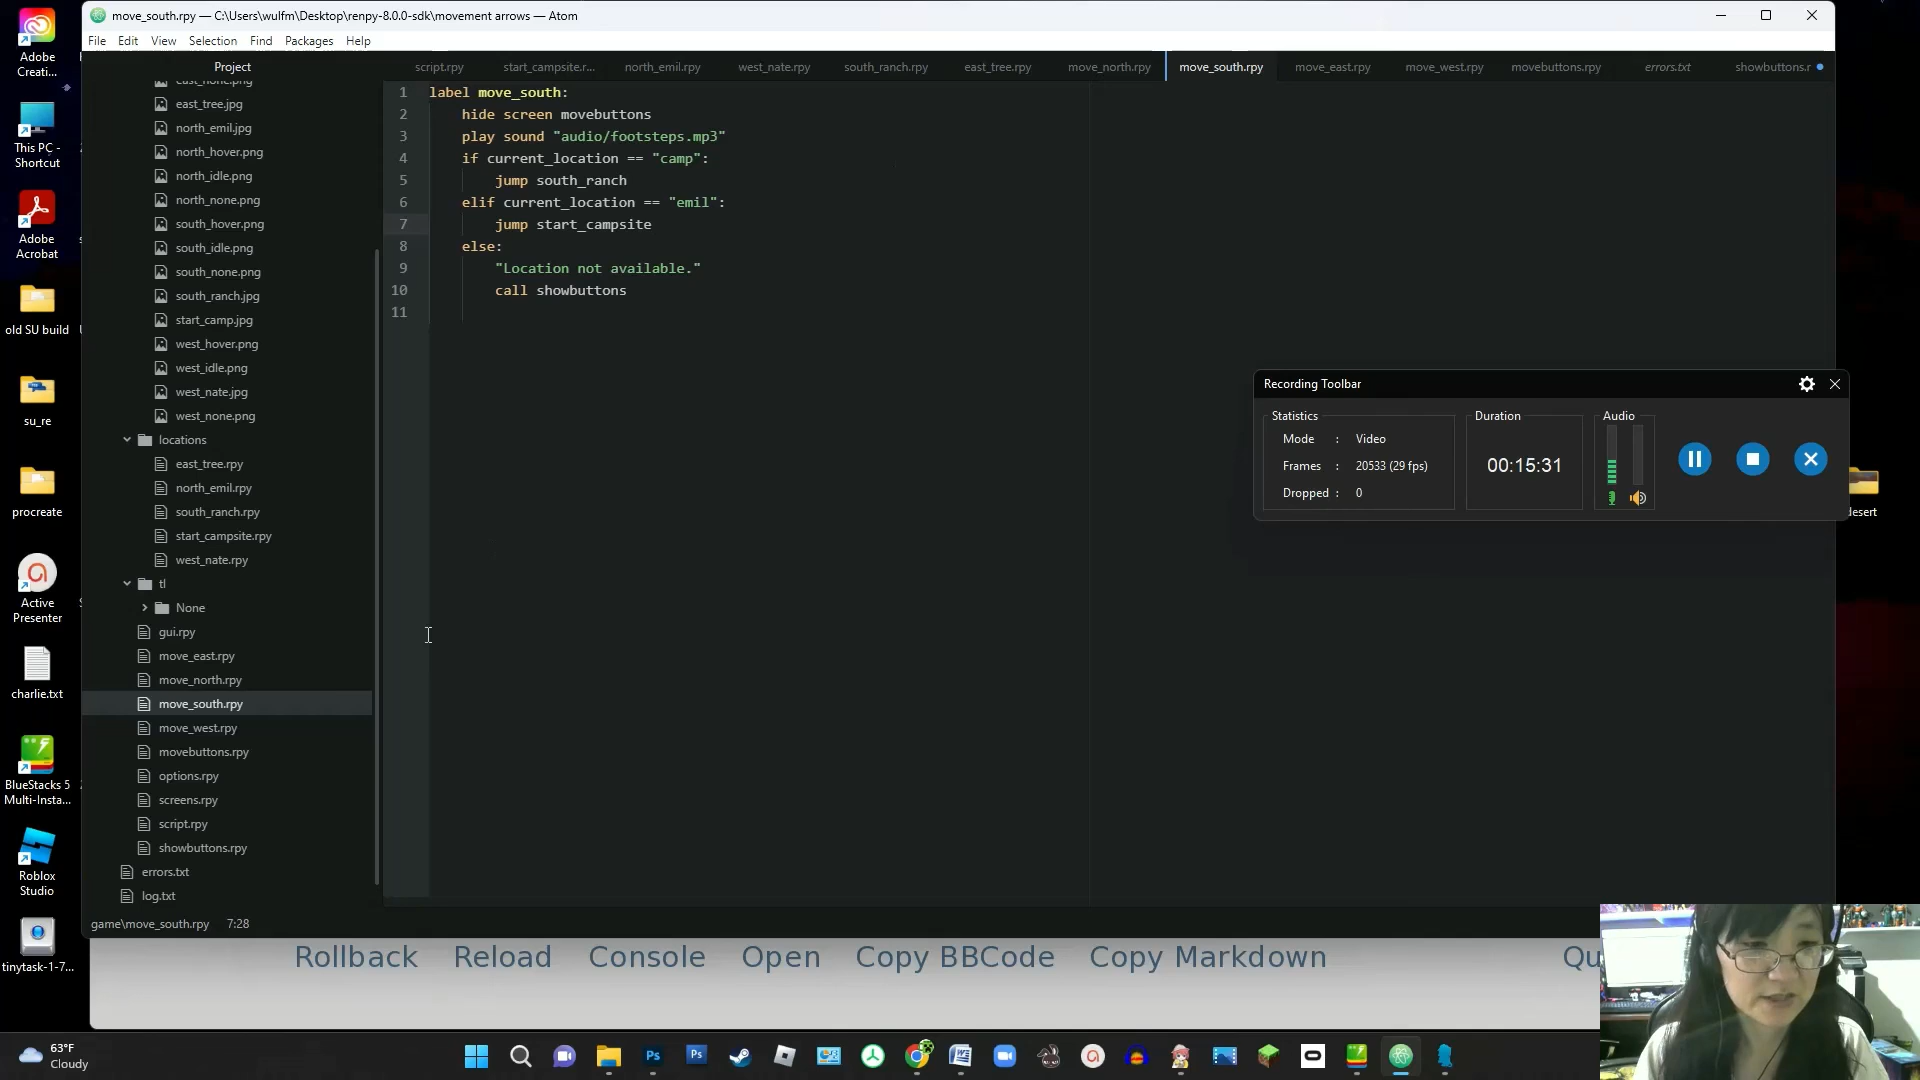 move_south.rpy — C:\Users\wulfm\Desktop\renpy-8.0.0-sdk\movement arrows — Atom
File Edit View Selection Find Packages Help
Project
script.rpy start_campsite.r... north_emil.rpy west_nate.rpy south_ranch.rpy east_tree.rpy move_north.rpy move_south.rpy move_east.rpy move_west.rpy movebuttons.rpy errors.txt showbuttons.r
Adobe
Creati...
This PC -
Shortcut
Adobe
Acrobat
old SU build
su_re
procreate
Active
Presenter
charlie.txt
BlueStacks 5
Multi-Insta...
Roblox
Studio
tinytask-1-7...
east_none.png
east_tree.jpg
north_emil.jpg
north_hover.png
north_idle.png
north_none.png
south_hover.png
south_idle.png
south_none.png
south_ranch.jpg
start_camp.jpg
west_hover.png
west_idle.png
west_nate.jpg
west_none.png
locations
east_tree.rpy
north_emil.rpy
south_ranch.rpy
start_campsite.rpy
west_nate.rpy
tl
None
gui.rpy
move_east.rpy
move_north.rpy
move_south.rpy
move_west.rpy
movebuttons.rpy
options.rpy
screens.rpy
script.rpy
showbuttons.rpy
errors.txt
log.txt
1 label move_south:
2 hide screen movebuttons
3 play sound "audio/footsteps.mp3"
4 if current_location == "camp":
5 jump south_ranch
6 elif current_location == "emil":
7 jump start_campsite
8 else:
9 "Location not available."
10 call showbuttons
11
Recording Toolbar
Statistics
Mode : Video
Frames : 20533 (29 fps)
Dropped : 0
Duration
00:15:31
Audio
desert
game\move_south.rpy 7:28
Rollback Reload Console Open Copy BBCode Copy Markdown Qu
63°F
Cloudy
Ps
Ps